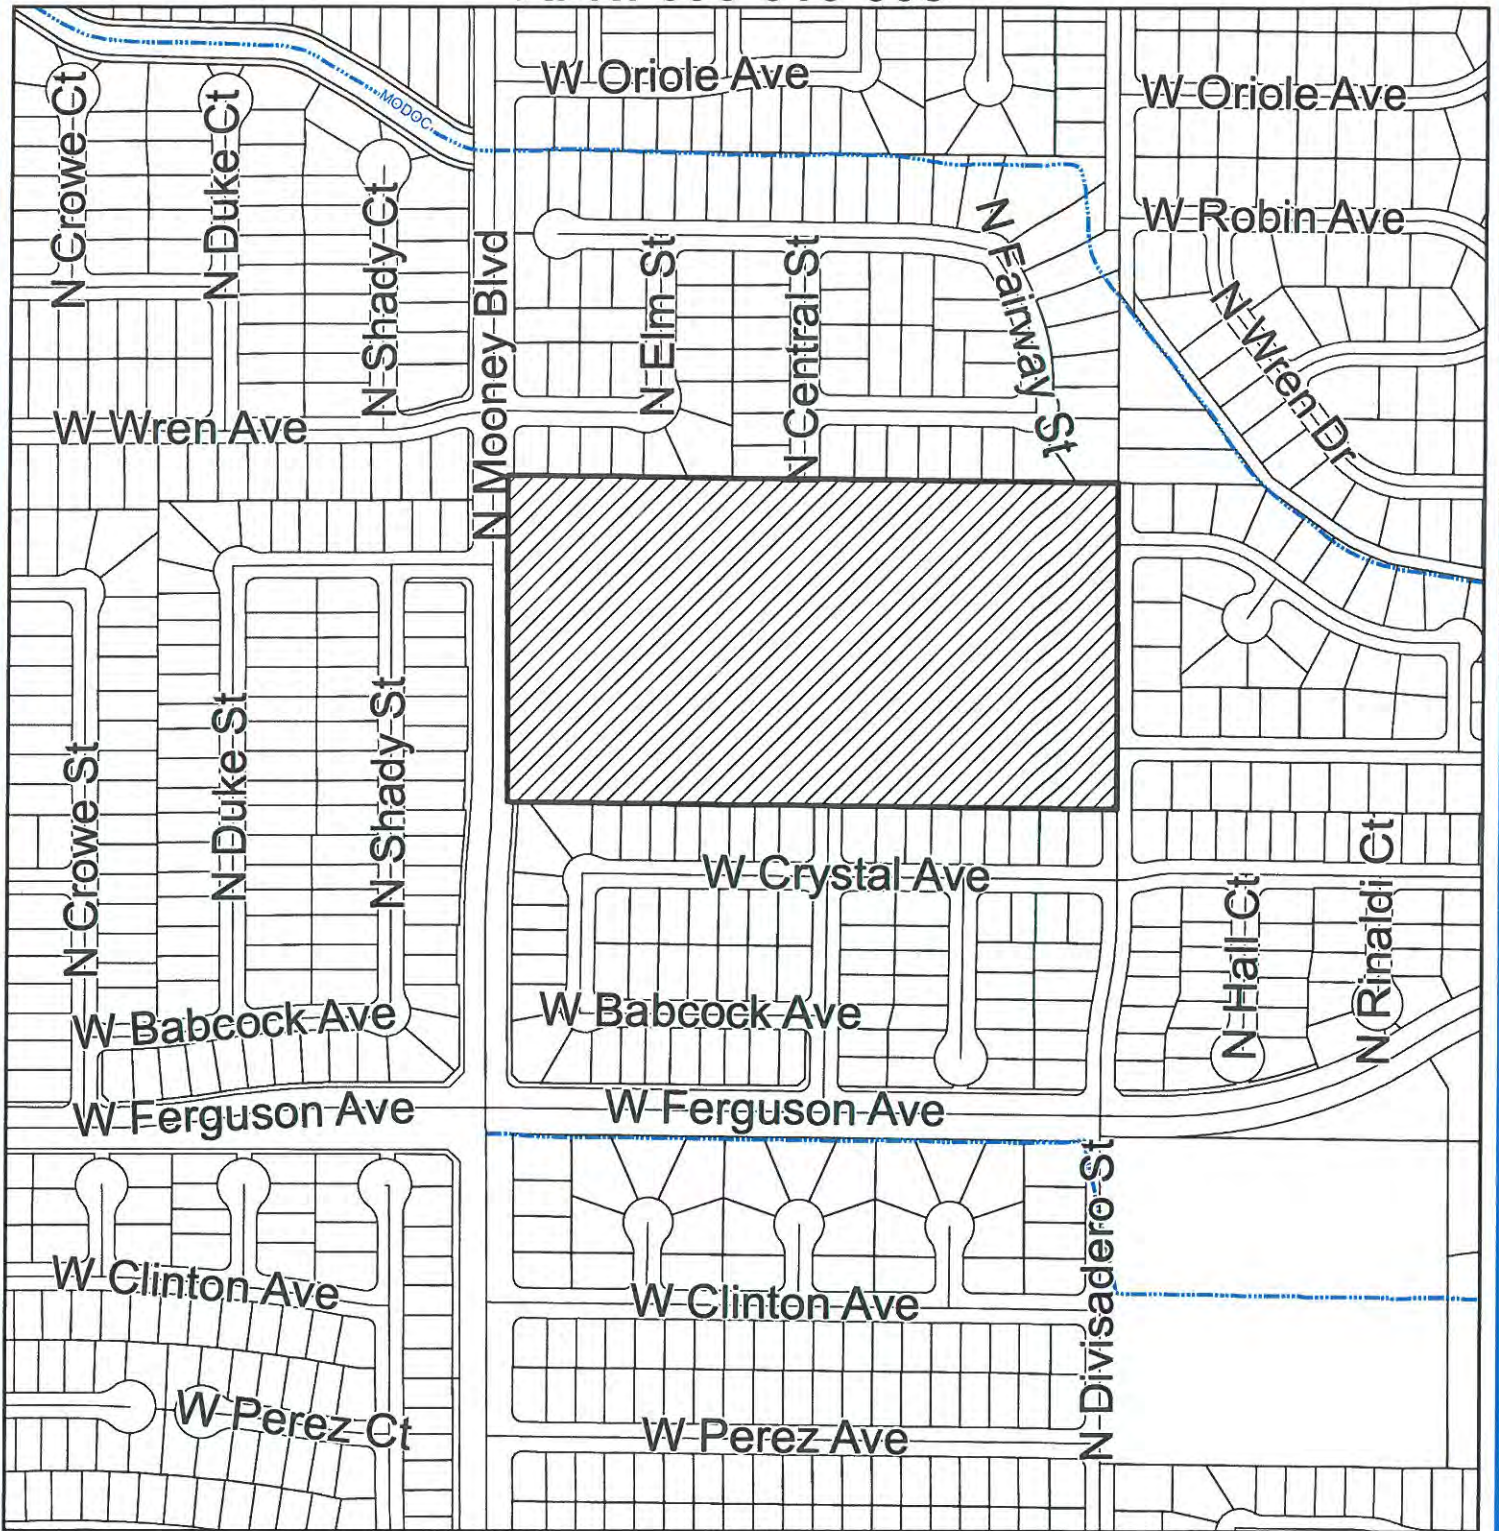 W Oriole Ave
W Oriole Ave
MODOC
N Crowe Ct
N Duke Ct
N Shady Ct
N Mooney Blvd
N Elm St
N Central St
N Fairway St
W Robin Ave
N Wren Dr
W Wren Ave
N Crowe St
N Duke St
N Shady St
W Crystal Ave
N Hall Ct
N Rinaldi Ct
W Babcock Ave
W Babcock Ave
W Ferguson Ave
W Ferguson Ave
N Divisadero St
W Clinton Ave
W Clinton Ave
W Perez Ct
W Perez Ave